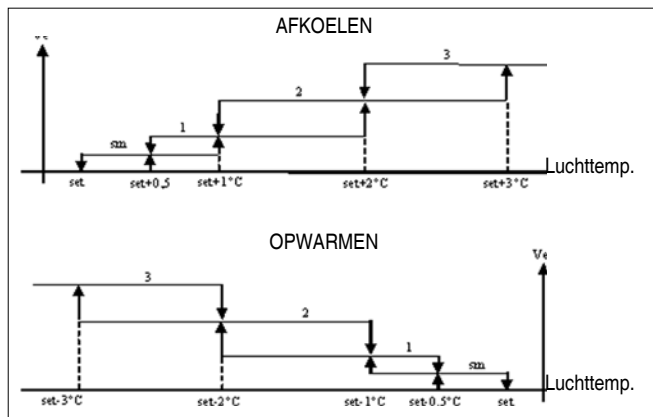 AFKOELEN
3
2
1
sm
Luchttemp.
set set+0,5 set+1°C set+2°C set+3°C
OPWARMEN
Ve
3
2
1
sm
Luchttemp.
set-3°C set-2°C set-1°C set-0.5°C set